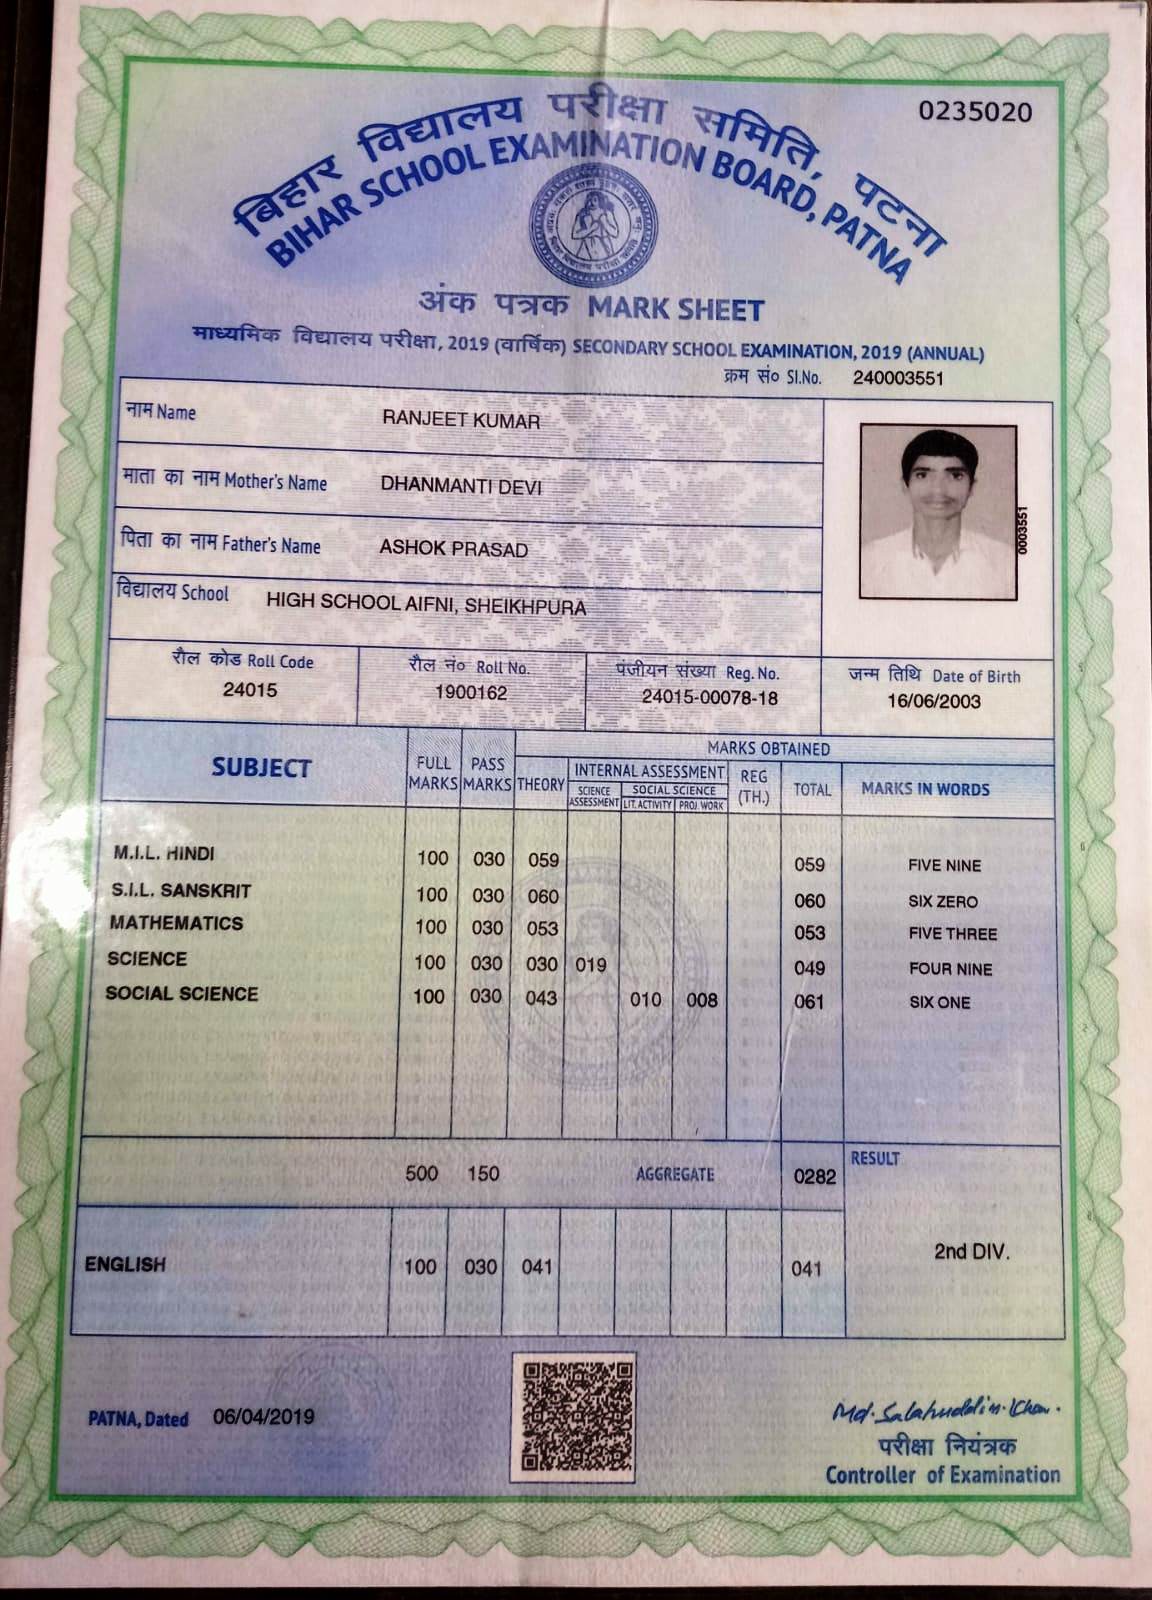 0235020
बिहार विद्यालय परीक्षा समिति, पटना
BIHAR SCHOOL EXAMINATION BOARD, PATNA
अंक पत्रक MARK SHEET
माध्यमिक विद्यालय परीक्षा, 2019 (वार्षिक) SECONDARY SCHOOL EXAMINATION, 2019 (ANNUAL)
क्रम सं० Sl.No. 240003551
नाम Name RANJEET KUMAR
माता का नाम Mother's Name DHANMANTI DEVI
पिता का नाम Father's Name ASHOK PRASAD
विद्यालय School HIGH SCHOOL AIFNI, SHEIKHPURA
0003551
रौल कोड Roll Code रौल नं० Roll No. पंजीयन संख्या Reg. No. जन्म तिथि Date of Birth
24015 1900162 24015-00078-18 16/06/2003
SUBJECT FULL MARKS PASS MARKS MARKS OBTAINED
THEORY INTERNAL ASSESSMENT REG (TH.) TOTAL MARKS IN WORDS
SCIENCE ASSESSMENT SOCIAL SCIENCE
LIT. ACTIVITY PROJ. WORK
M.I.L. HINDI 100 030 059 059 FIVE NINE
S.I.L. SANSKRIT 100 030 060 060 SIX ZERO
MATHEMATICS 100 030 053 053 FIVE THREE
SCIENCE 100 030 030 019 049 FOUR NINE
SOCIAL SCIENCE 100 030 043 010 008 061 SIX ONE
500 150 AGGREGATE 0282 RESULT
2nd DIV.
ENGLISH 100 030 041 041
PATNA, Dated 06/04/2019
Md. Salahuddin Khan.
परीक्षा नियंत्रक
Controller of Examination